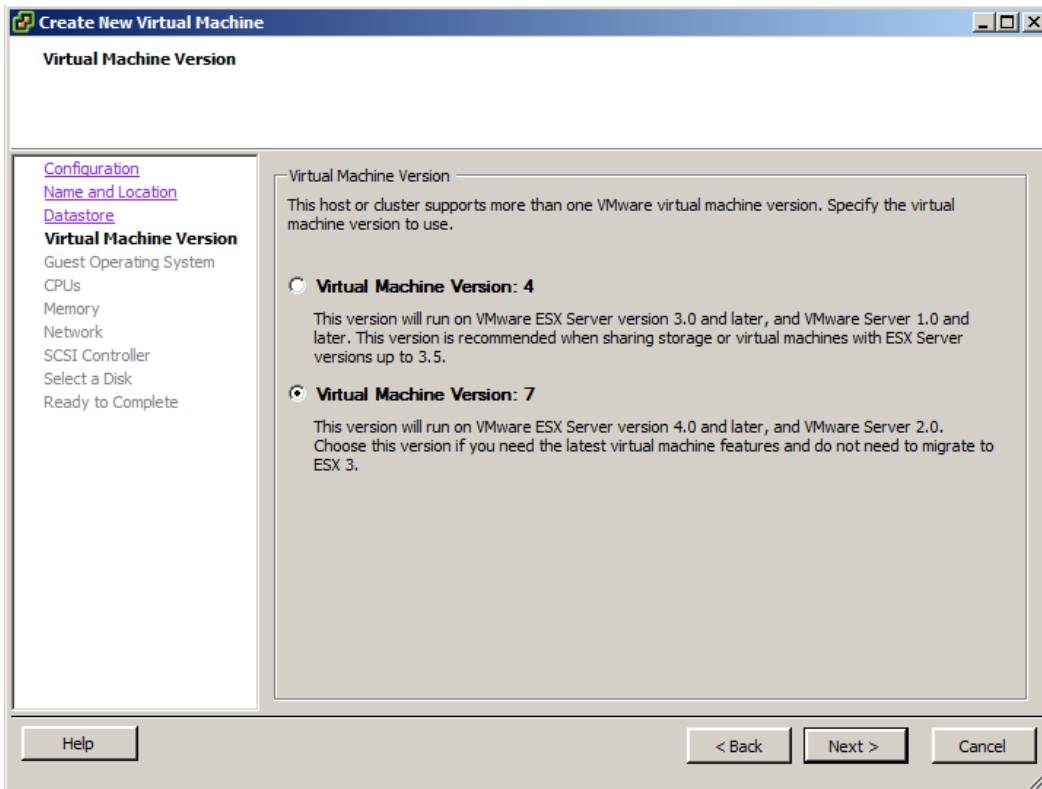 Create New Virtual Machine
Virtual Machine Version
Configuration
Name and Location
Datastore
Virtual Machine Version
Guest Operating System
CPUs
Memory
Network
SCSI Controller
Select a Disk
Ready to Complete
Virtual Machine Version
This host or cluster supports more than one VMware virtual machine version. Specify the virtual
machine version to use.
Virtual Machine Version: 4
This version will run on VMware ESX Server version 3.0 and later, and VMware Server 1.0 and
later. This version is recommended when sharing storage or virtual machines with ESX Server
versions up to 3.5.
Virtual Machine Version: 7
This version will run on VMware ESX Server version 4.0 and later, and VMware Server 2.0.
Choose this version if you need the latest virtual machine features and do not need to migrate to
ESX 3.
Help
< Back
Next >
Cancel